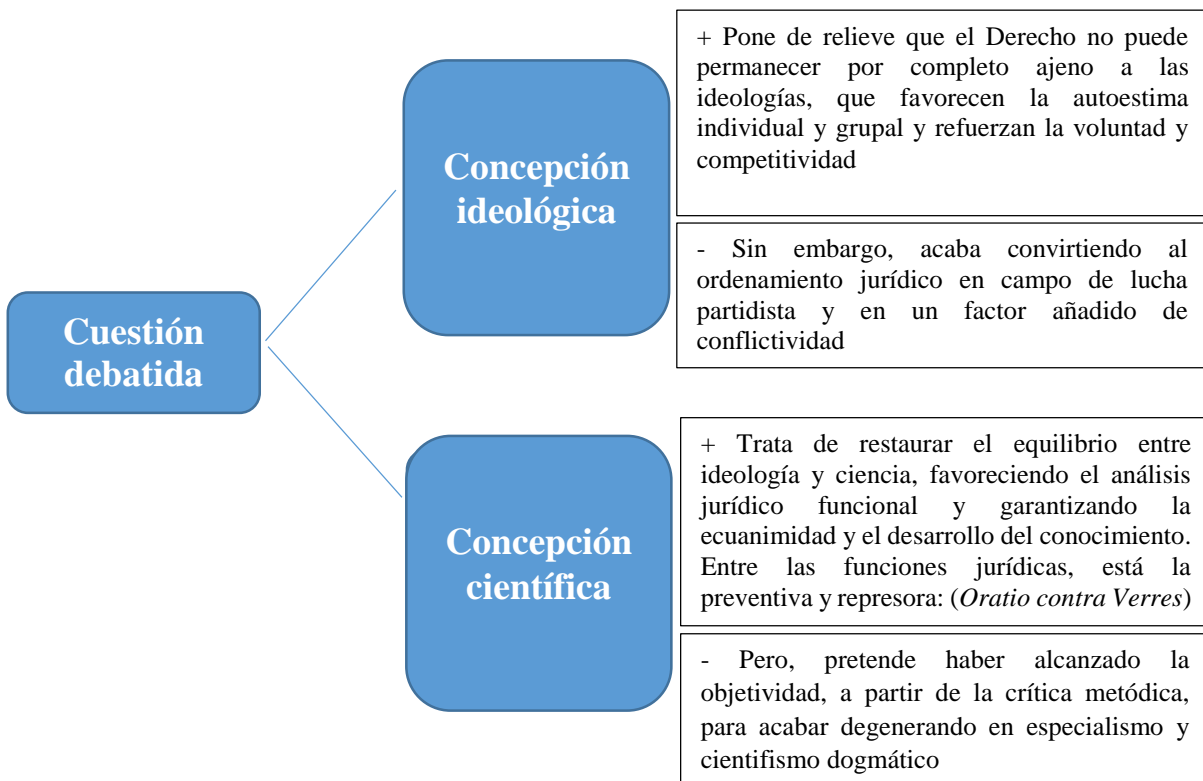 Cuestión
debatida
Concepción
ideológica
+ Pone de relieve que el Derecho no puede
permanecer por completo ajeno a las
ideologías, que favorecen la autoestima
individual y grupal y refuerzan la voluntad y
competitividad
- Sin embargo, acaba convirtiendo al
ordenamiento jurídico en campo de lucha
partidista y en un factor añadido de
conflictividad
Concepción
científica
+ Trata de restaurar el equilibrio entre
ideología y ciencia, favoreciendo el análisis
jurídico funcional y garantizando la
ecuanimidad y el desarrollo del conocimiento.
Entre las funciones jurídicas, está la
preventiva y represora: (Oratio contra Verres)
- Pero, pretende haber alcanzado la
objetividad, a partir de la crítica metódica,
para acabar degenerando en especialismo y
cientifismo dogmático